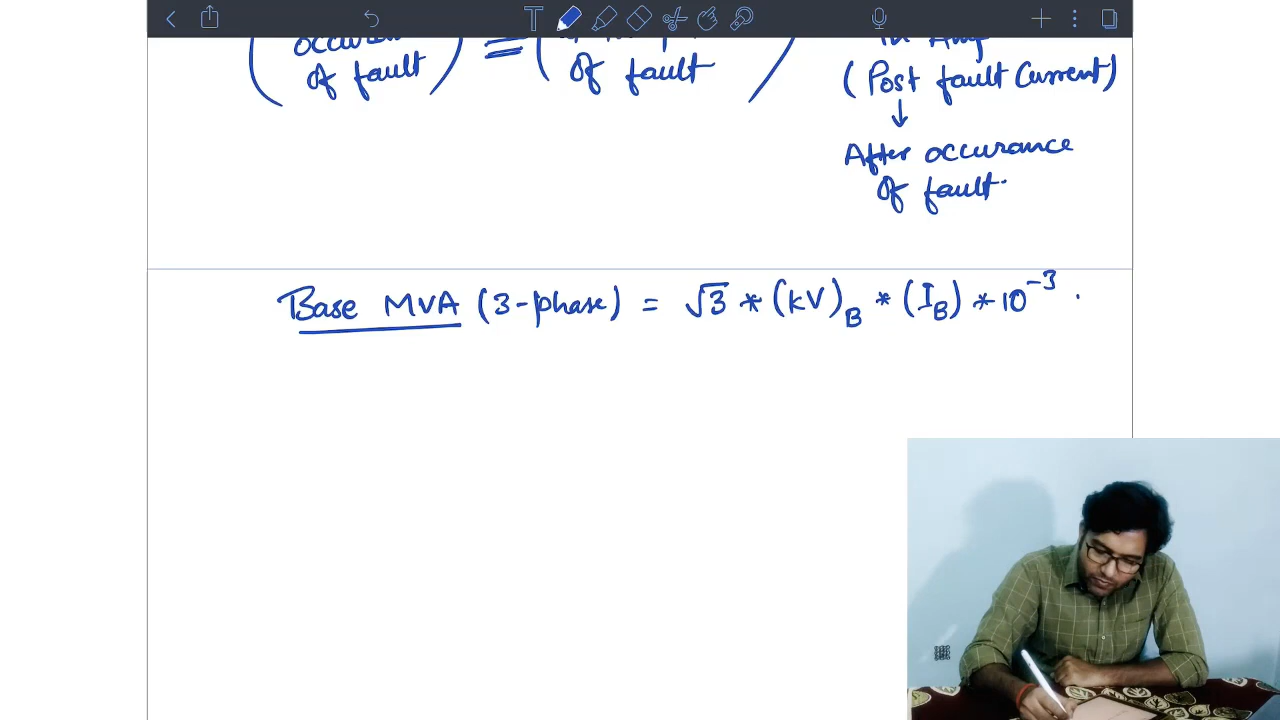 of fault
of fault
(Post fault Current)
↓
After occurance
of fault.
Base MVA (3-phase) = √3 * (kV)B * (IB) * 10⁻³ .